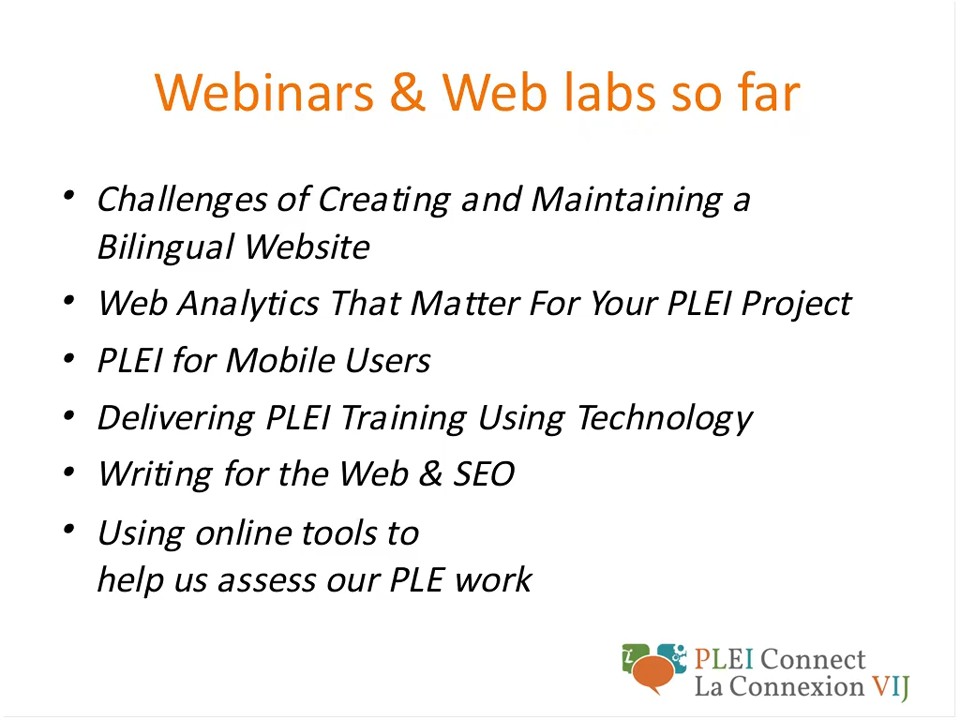 Webinars & Web labs so far
• Challenges of Creating and Maintaining a
Bilingual Website
• Web Analytics That Matter For Your PLEI Project
• PLEI for Mobile Users
• Delivering PLEI Training Using Technology
• Writing for the Web & SEO
• Using online tools to
help us assess our PLE work
PLEI Connect
La Connexion VIJ